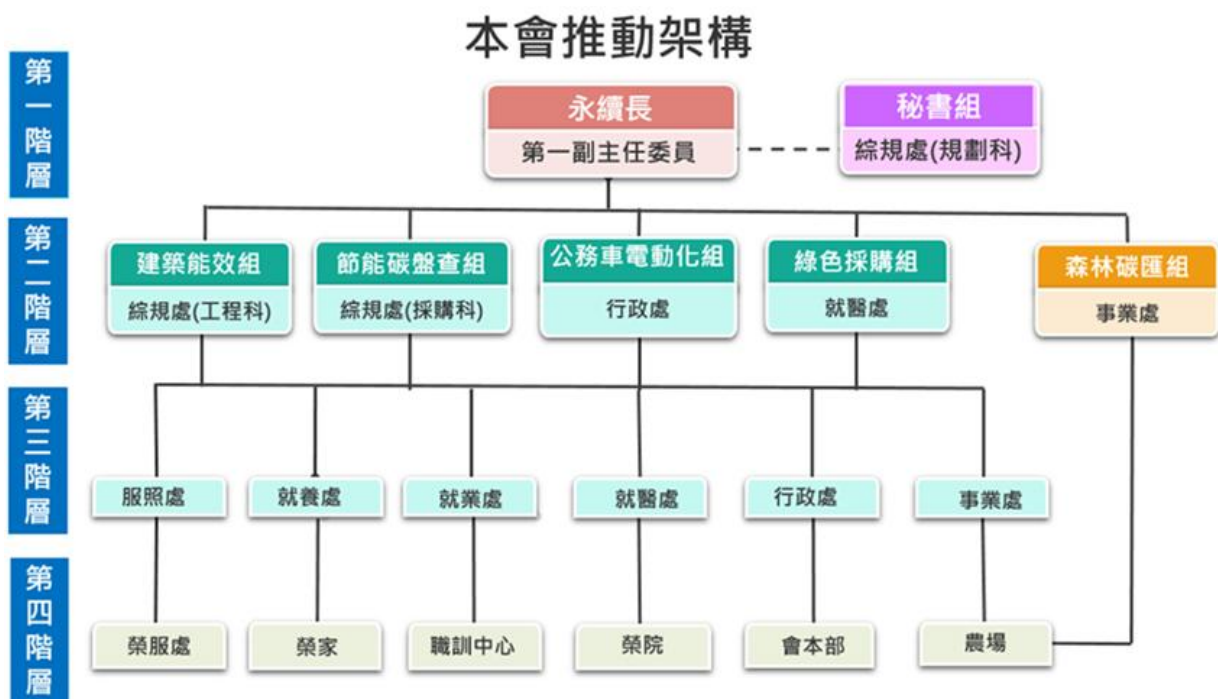 本會推動架構
第一階層
永續長
第一副主任委員
秘書組
綜規處(規劃科)
第二階層
建築能效組
綜規處(工程科)
節能碳盤查組
綜規處(採購科)
公務車電動化組
行政處
綠色採購組
就醫處
森林碳匯組
事業處
第三階層
服照處
就養處
就業處
就醫處
行政處
事業處
第四階層
榮服處
榮家
職訓中心
榮院
會本部
農場